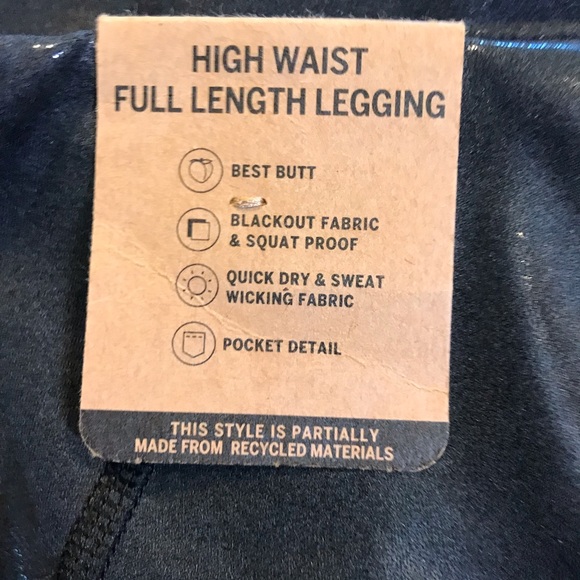 HIGH WAIST
FULL LENGTH LEGGING
BEST BUTT
BLACKOUT FABRIC
& SQUAT PROOF
QUICK DRY & SWEAT
WICKING FABRIC
POCKET DETAIL
THIS STYLE IS PARTIALLY
MADE FROM RECYCLED MATERIALS